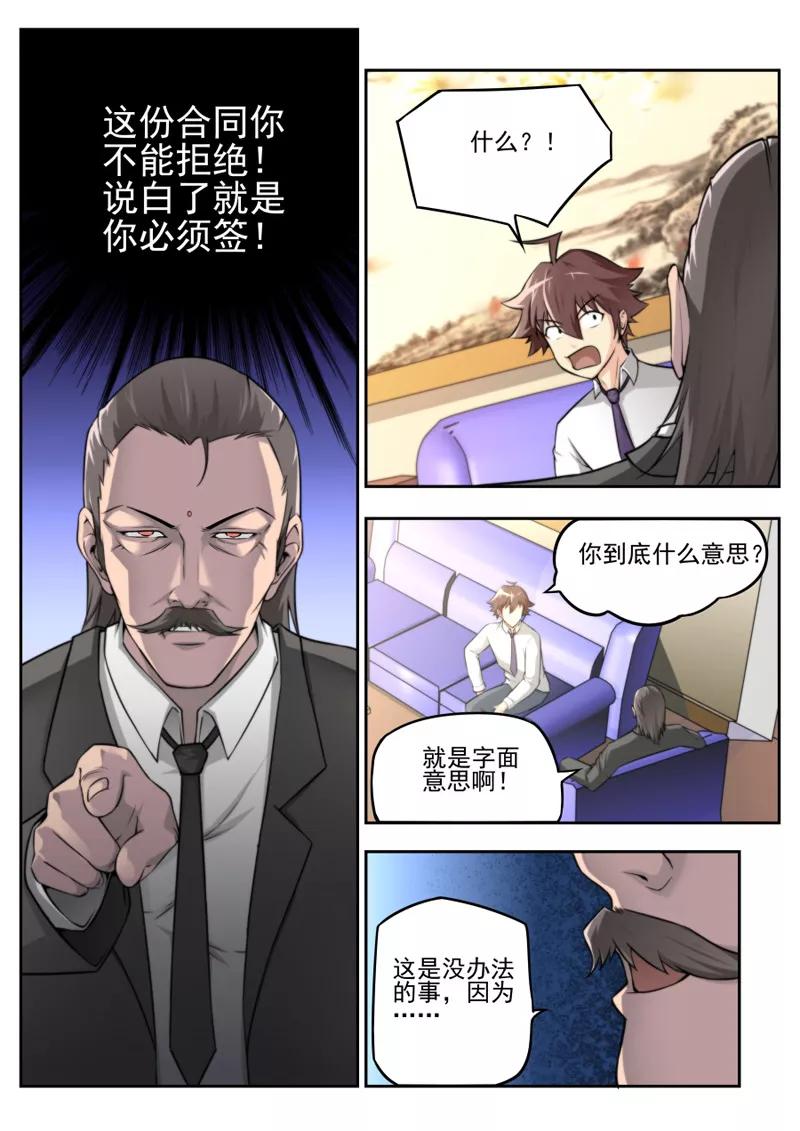 这份合同你
不能拒绝！
说白了就是
你必须签！
什么？！
你到底什么意思？
就是字面
意思啊！
这是没办法
的事，因为
……